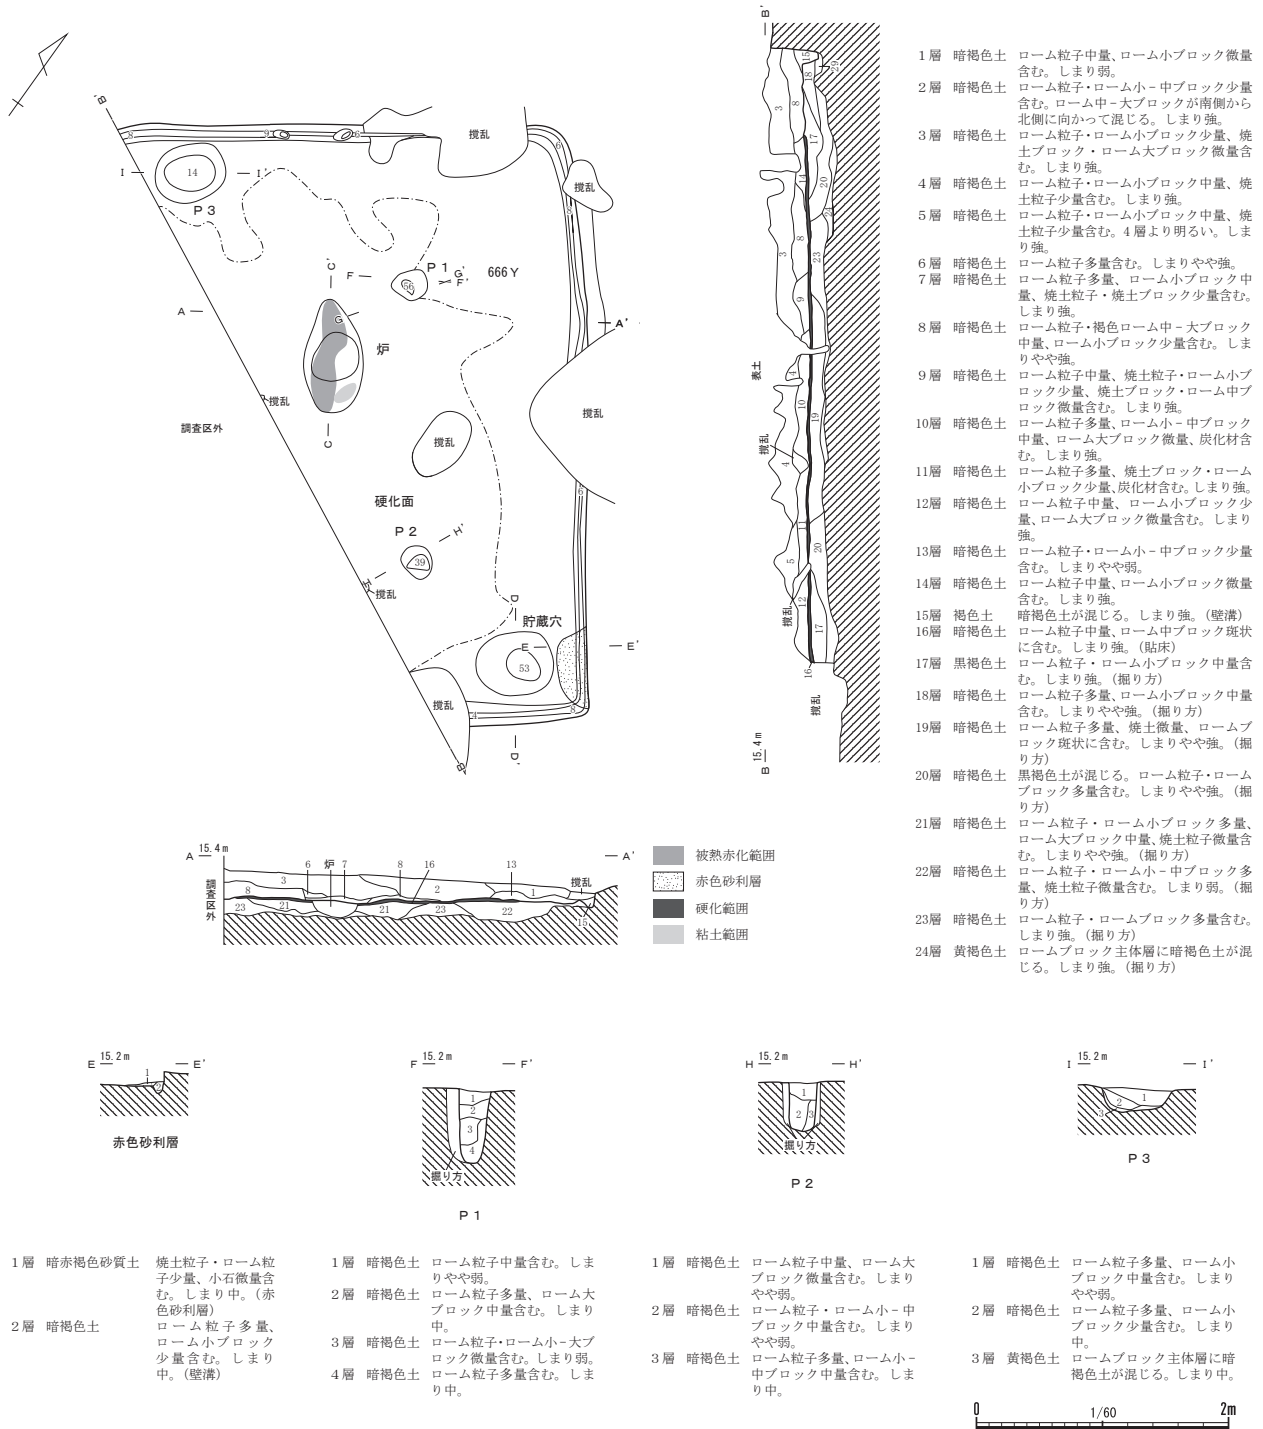 B'
8
9
6
撹乱
6
撹乱
5
I
14
I'
P3
C'
F
P1
G'
F'
666Y
56
A
G
A'
炉
撹乱
撹乱
調査区外
撹乱
C
6
硬化面
P2
H'
39
H
撹乱
D
貯蔵穴
E
E'
53
撹乱
4
8
B
D'
B'
15
29
18
3
8
17
14
20
24
8
3
23
9
表土
4
10
19
撹乱
4
11
20
5
撹乱
12
17
16
撹乱
15.4m
B
1層 暗褐色土 ローム粒子中量、ローム小ブロック微量
含む。しまり弱。
2層 暗褐色土 ローム粒子・ローム小-中ブロック少量
含む。ローム中-大ブロックが南側から
北側に向かって混じる。しまり強。
3層 暗褐色土 ローム粒子・ローム小ブロック少量、焼
土ブロック・ローム大ブロック微量含
む。しまり強。
4層 暗褐色土 ローム粒子・ローム小ブロック中量、焼
土粒子少量含む。しまり強。
5層 暗褐色土 ローム粒子・ローム小ブロック中量、焼
土粒子少量含む。4層より明るい。しま
り強。
6層 暗褐色土 ローム粒子多量含む。しまりやや強。
7層 暗褐色土 ローム粒子多量、ローム小ブロック中
量、焼土粒子・焼土ブロック少量含む。
しまり強。
8層 暗褐色土 ローム粒子・褐色ローム中-大ブロック
中量、ローム小ブロック少量含む。しま
りやや強。
9層 暗褐色土 ローム粒子中量、焼土粒子・ローム小ブ
ロック少量、焼土ブロック・ローム中ブ
ロック微量含む。しまり強。
10層 暗褐色土 ローム粒子多量、ローム小-中ブロック
中量、ローム大ブロック微量、炭化材含
む。しまり強。
11層 暗褐色土 ローム粒子多量、焼土ブロック・ローム
小ブロック少量、炭化材含む。しまり強。
12層 暗褐色土 ローム粒子中量、ローム小ブロック少
量、ローム大ブロック微量含む。しまり
強。
13層 暗褐色土 ローム粒子・ローム小-中ブロック少量
含む。しまりやや弱。
14層 暗褐色土 ローム粒子中量、ローム小ブロック微量
含む。しまり強。
15層 褐色土 暗褐色土が混じる。しまり強。(壁溝)
16層 暗褐色土 ローム粒子中量、ローム中ブロック斑状
に含む。しまり強。(貼床)
17層 黒褐色土 ローム粒子・ローム小ブロック中量含
む。しまり強。(掘り方)
18層 暗褐色土 ローム粒子多量、ローム小ブロック中量
含む。しまりやや強。(掘り方)
19層 暗褐色土 ローム粒子多量、焼土微量、ロームブ
ロック斑状に含む。しまりやや強。(掘
り方)
20層 暗褐色土 黒褐色土が混じる。ローム粒子・ローム
ブロック多量含む。しまりやや強。(掘
り方)
21層 暗褐色土 ローム粒子・ローム小ブロック多量、
ローム大ブロック中量、焼土粒子微量含
む。しまりやや強。(掘り方)
22層 暗褐色土 ローム粒子・ローム小-中ブロック多
量、焼土粒子微量含む。しまり弱。(掘
り方)
23層 暗褐色土 ローム粒子・ロームブロック多量含む。
しまり強。(掘り方)
24層 黄褐色土 ロームブロック主体層に暗褐色土が混
じる。しまり強。(掘り方)
A 15.4m A'
調査区外
6 炉 7 8 16 13
3 2 1 撹乱
8
23 21 21 23 22 15
被熱赤化範囲
赤色砂利層
硬化範囲
粘土範囲
E 15.2m E'
1
2
赤色砂利層
F 15.2m F'
1
2
3
4
掘り方
P1
H 15.2m H'
1
2 3
掘り方
P2
I 15.2m I'
1
2
3
P3
1層 暗赤褐色砂質土 焼土粒子・ローム粒
子少量、小石微量含
む。しまり中。(赤
色砂利層)
2層 暗褐色土 ローム粒子多量、
ローム小ブロック
少量含む。しまり
中。(壁溝)
1層 暗褐色土 ローム粒子中量含む。しま
りやや弱。
2層 暗褐色土 ローム粒子多量、ローム大
ブロック中量含む。しまり
中。
3層 暗褐色土 ローム粒子・ローム小-大ブ
ロック微量含む。しまり弱。
4層 暗褐色土 ローム粒子多量含む。しま
り中。
1層 暗褐色土 ローム粒子中量、ローム大
ブロック微量含む。しまり
やや弱。
2層 暗褐色土 ローム粒子・ローム小-中
ブロック中量含む。しまり
やや弱。
3層 暗褐色土 ローム粒子多量、ローム小-
中ブロック中量含む。しま
り中。
1層 暗褐色土 ローム粒子多量、ローム小
ブロック中量含む。しまり
やや弱。
2層 暗褐色土 ローム粒子多量、ローム小
ブロック少量含む。しまり
中。
3層 黄褐色土 ロームブロック主体層に暗
褐色土が混じる。しまり中。
0 1/60 2m